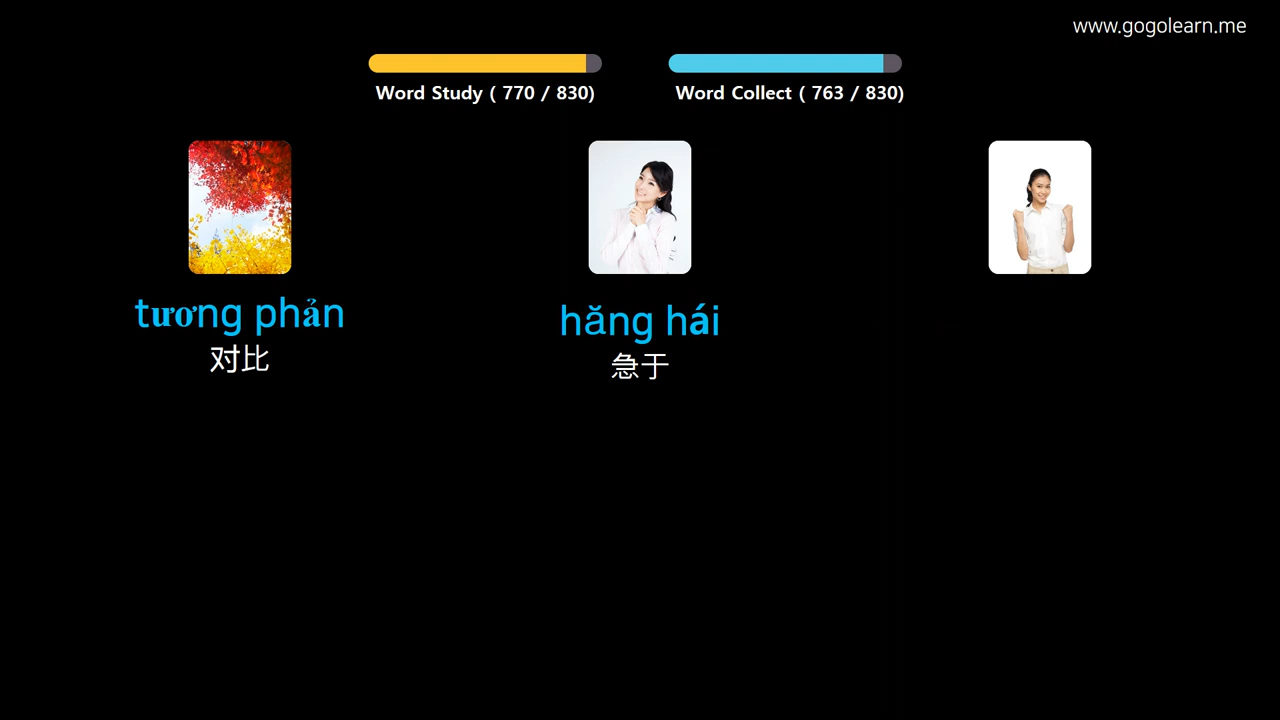 www.gogolearn.me
Word Study ( 770 / 830)
Word Collect ( 763 / 830)
tương phản
对比
hăng hái
急于